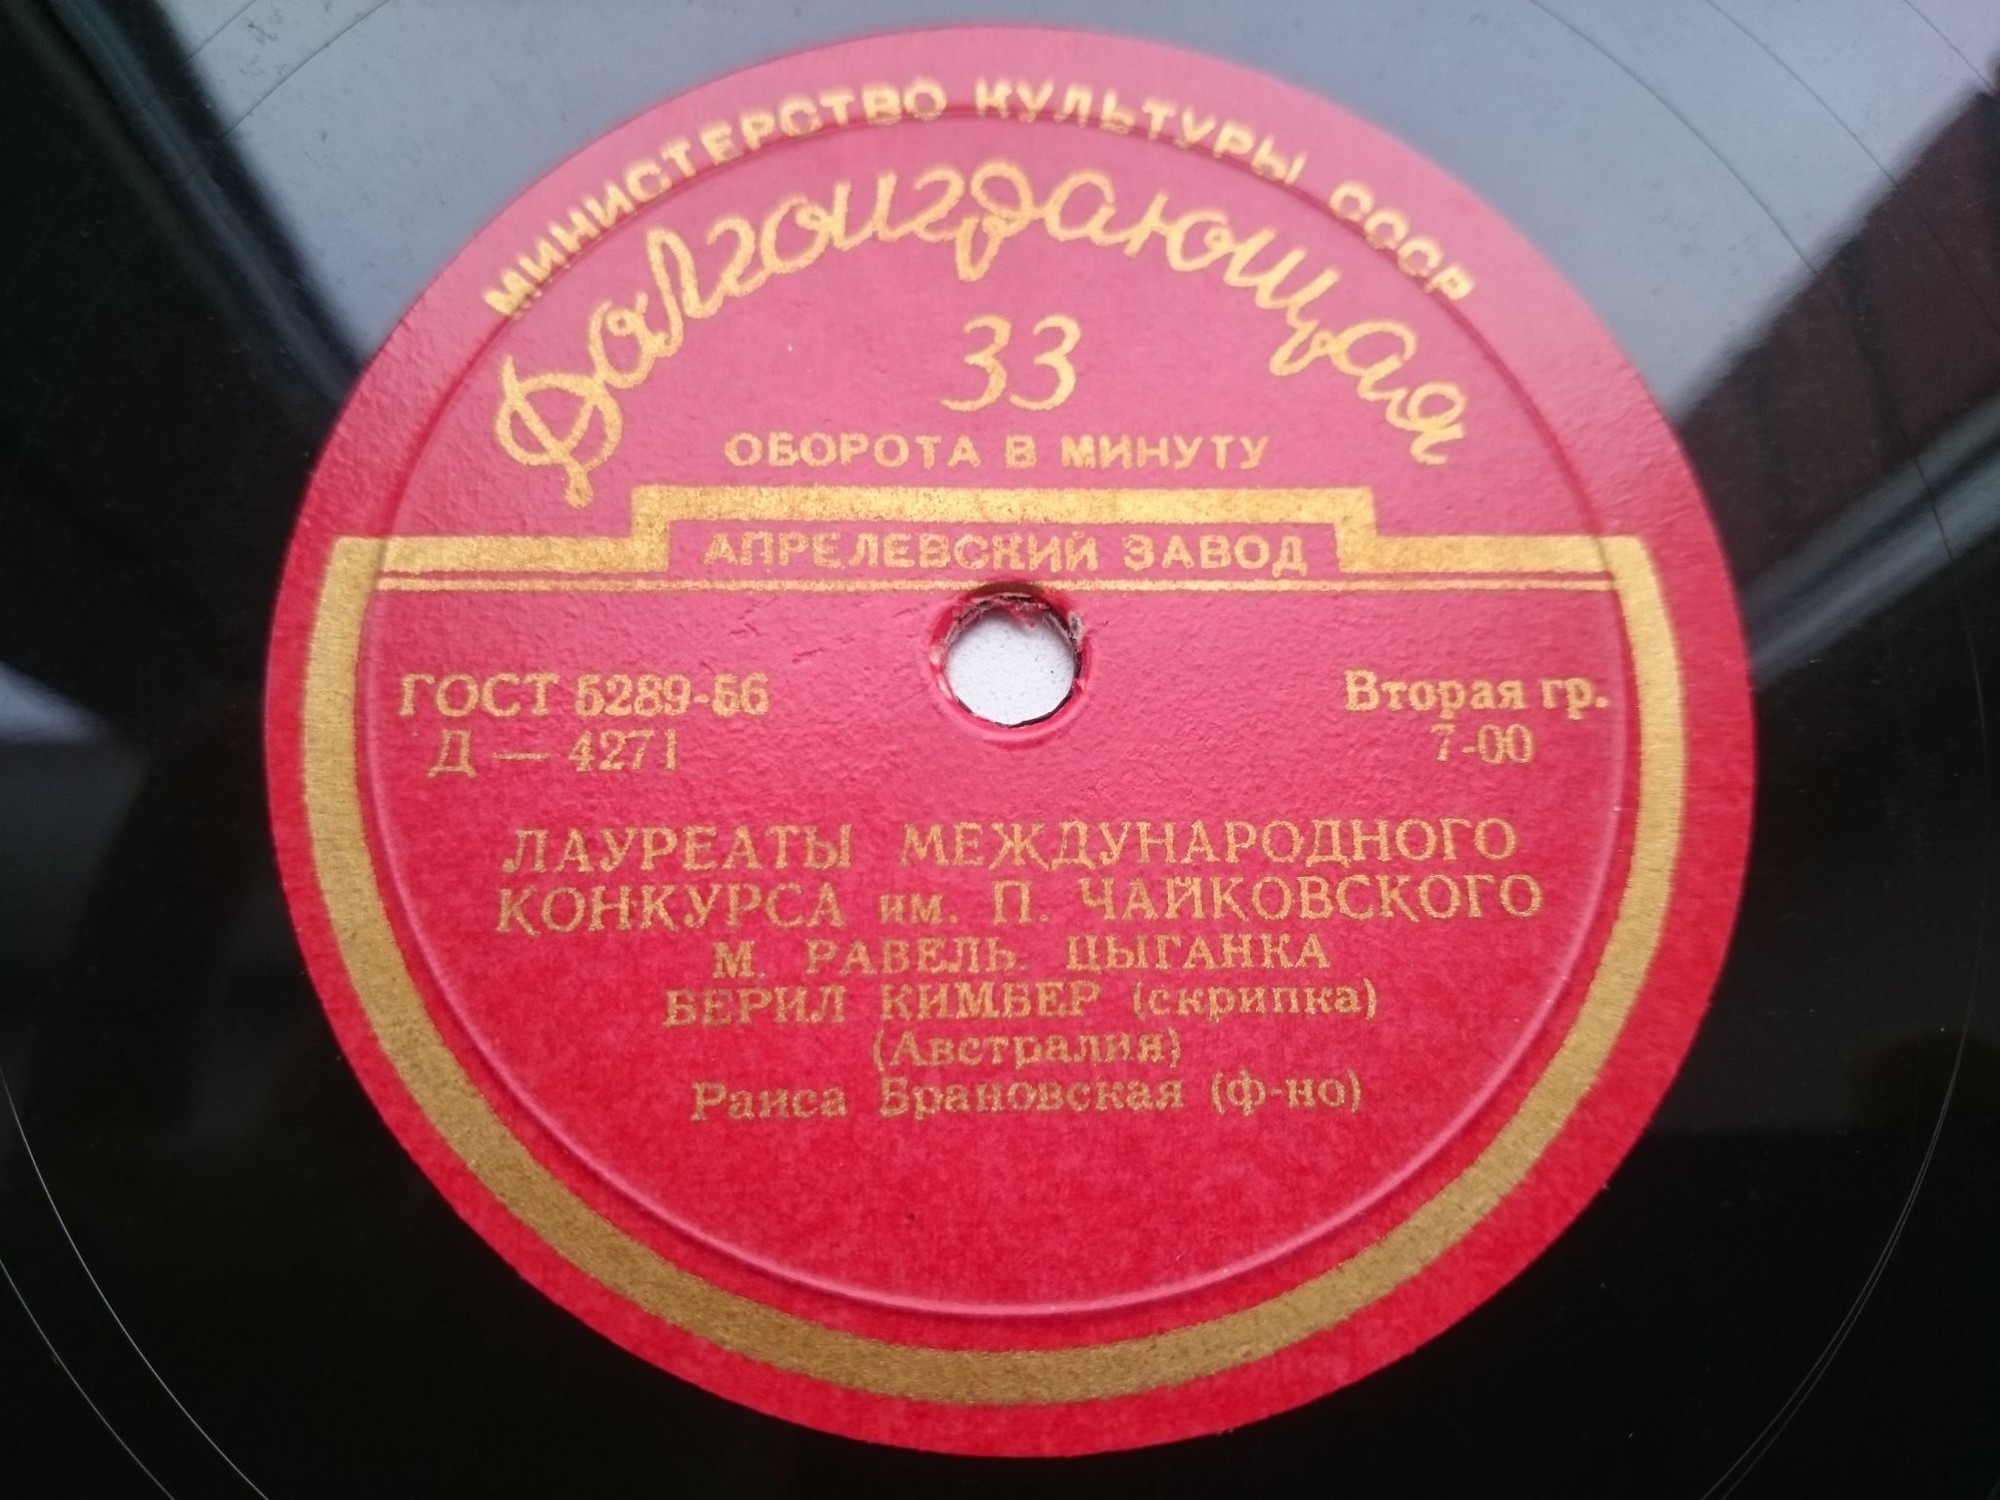 МИНИСТЕРСТВО КУЛЬТУРЫ СССР
Долгоиграющая
33
ОБОРОТА В МИНУТУ
АПРЕЛЕВСКИЙ ЗАВОД
ГОСТ 5289-56
Д — 4271
Вторая гр.
7-00
ЛАУРЕАТЫ МЕЖДУНАРОДНОГО
КОНКУРСА им. П. ЧАЙКОВСКОГО
М. РАВЕЛЬ. ЦЫГАНКА
БЕРИЛ КИМБЕР (скрипка)
(Австралия)
Раиса Брановская (ф-но)